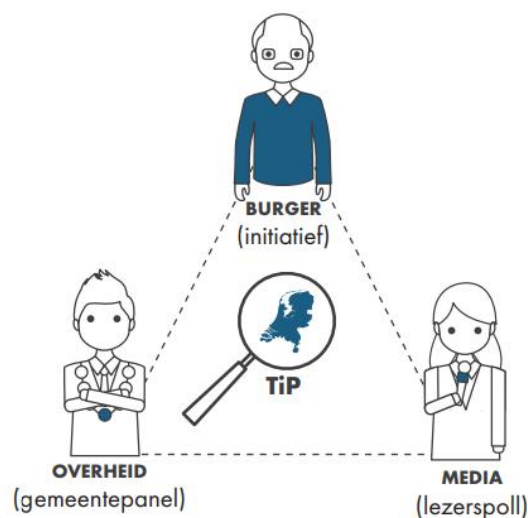 BURGER
(initiatief)
TiP
OVERHEID
(gemeentepanel)
MEDIA
(lezerspoll)